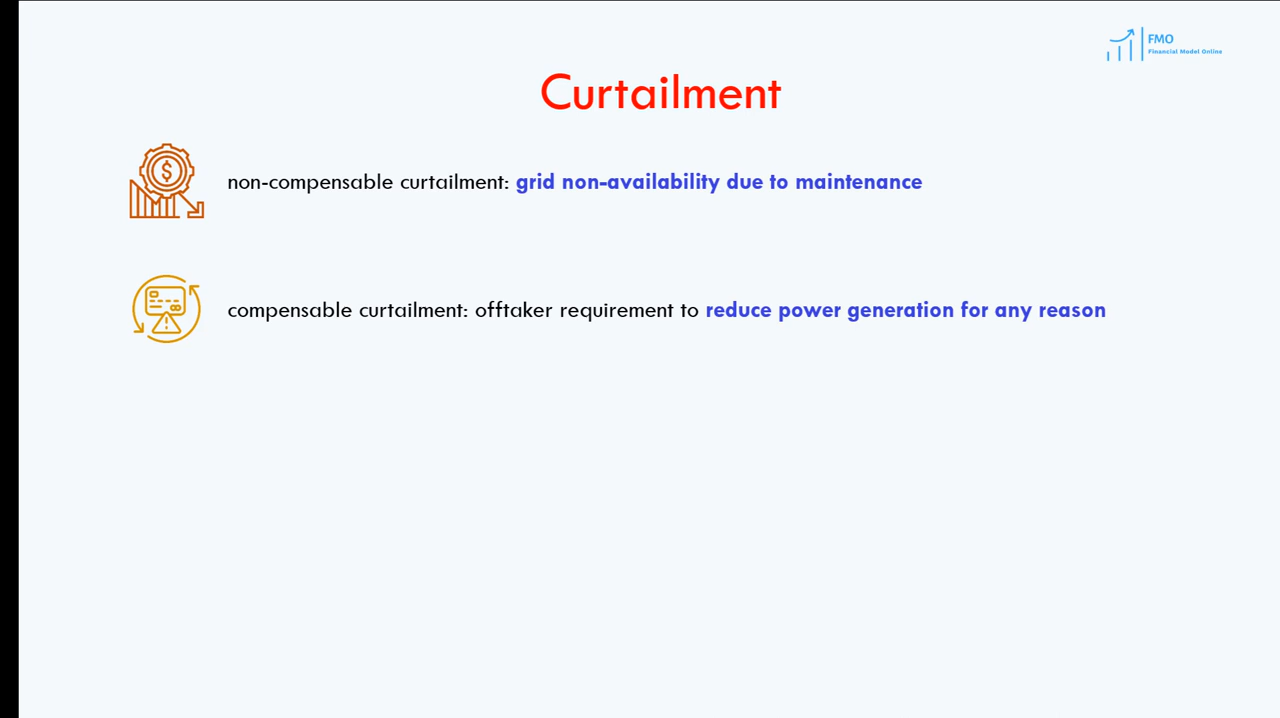 FMO
Financial Model Online
Curtailment
non-compensable curtailment: grid non-availability due to maintenance
compensable curtailment: offtaker requirement to reduce power generation for any reason